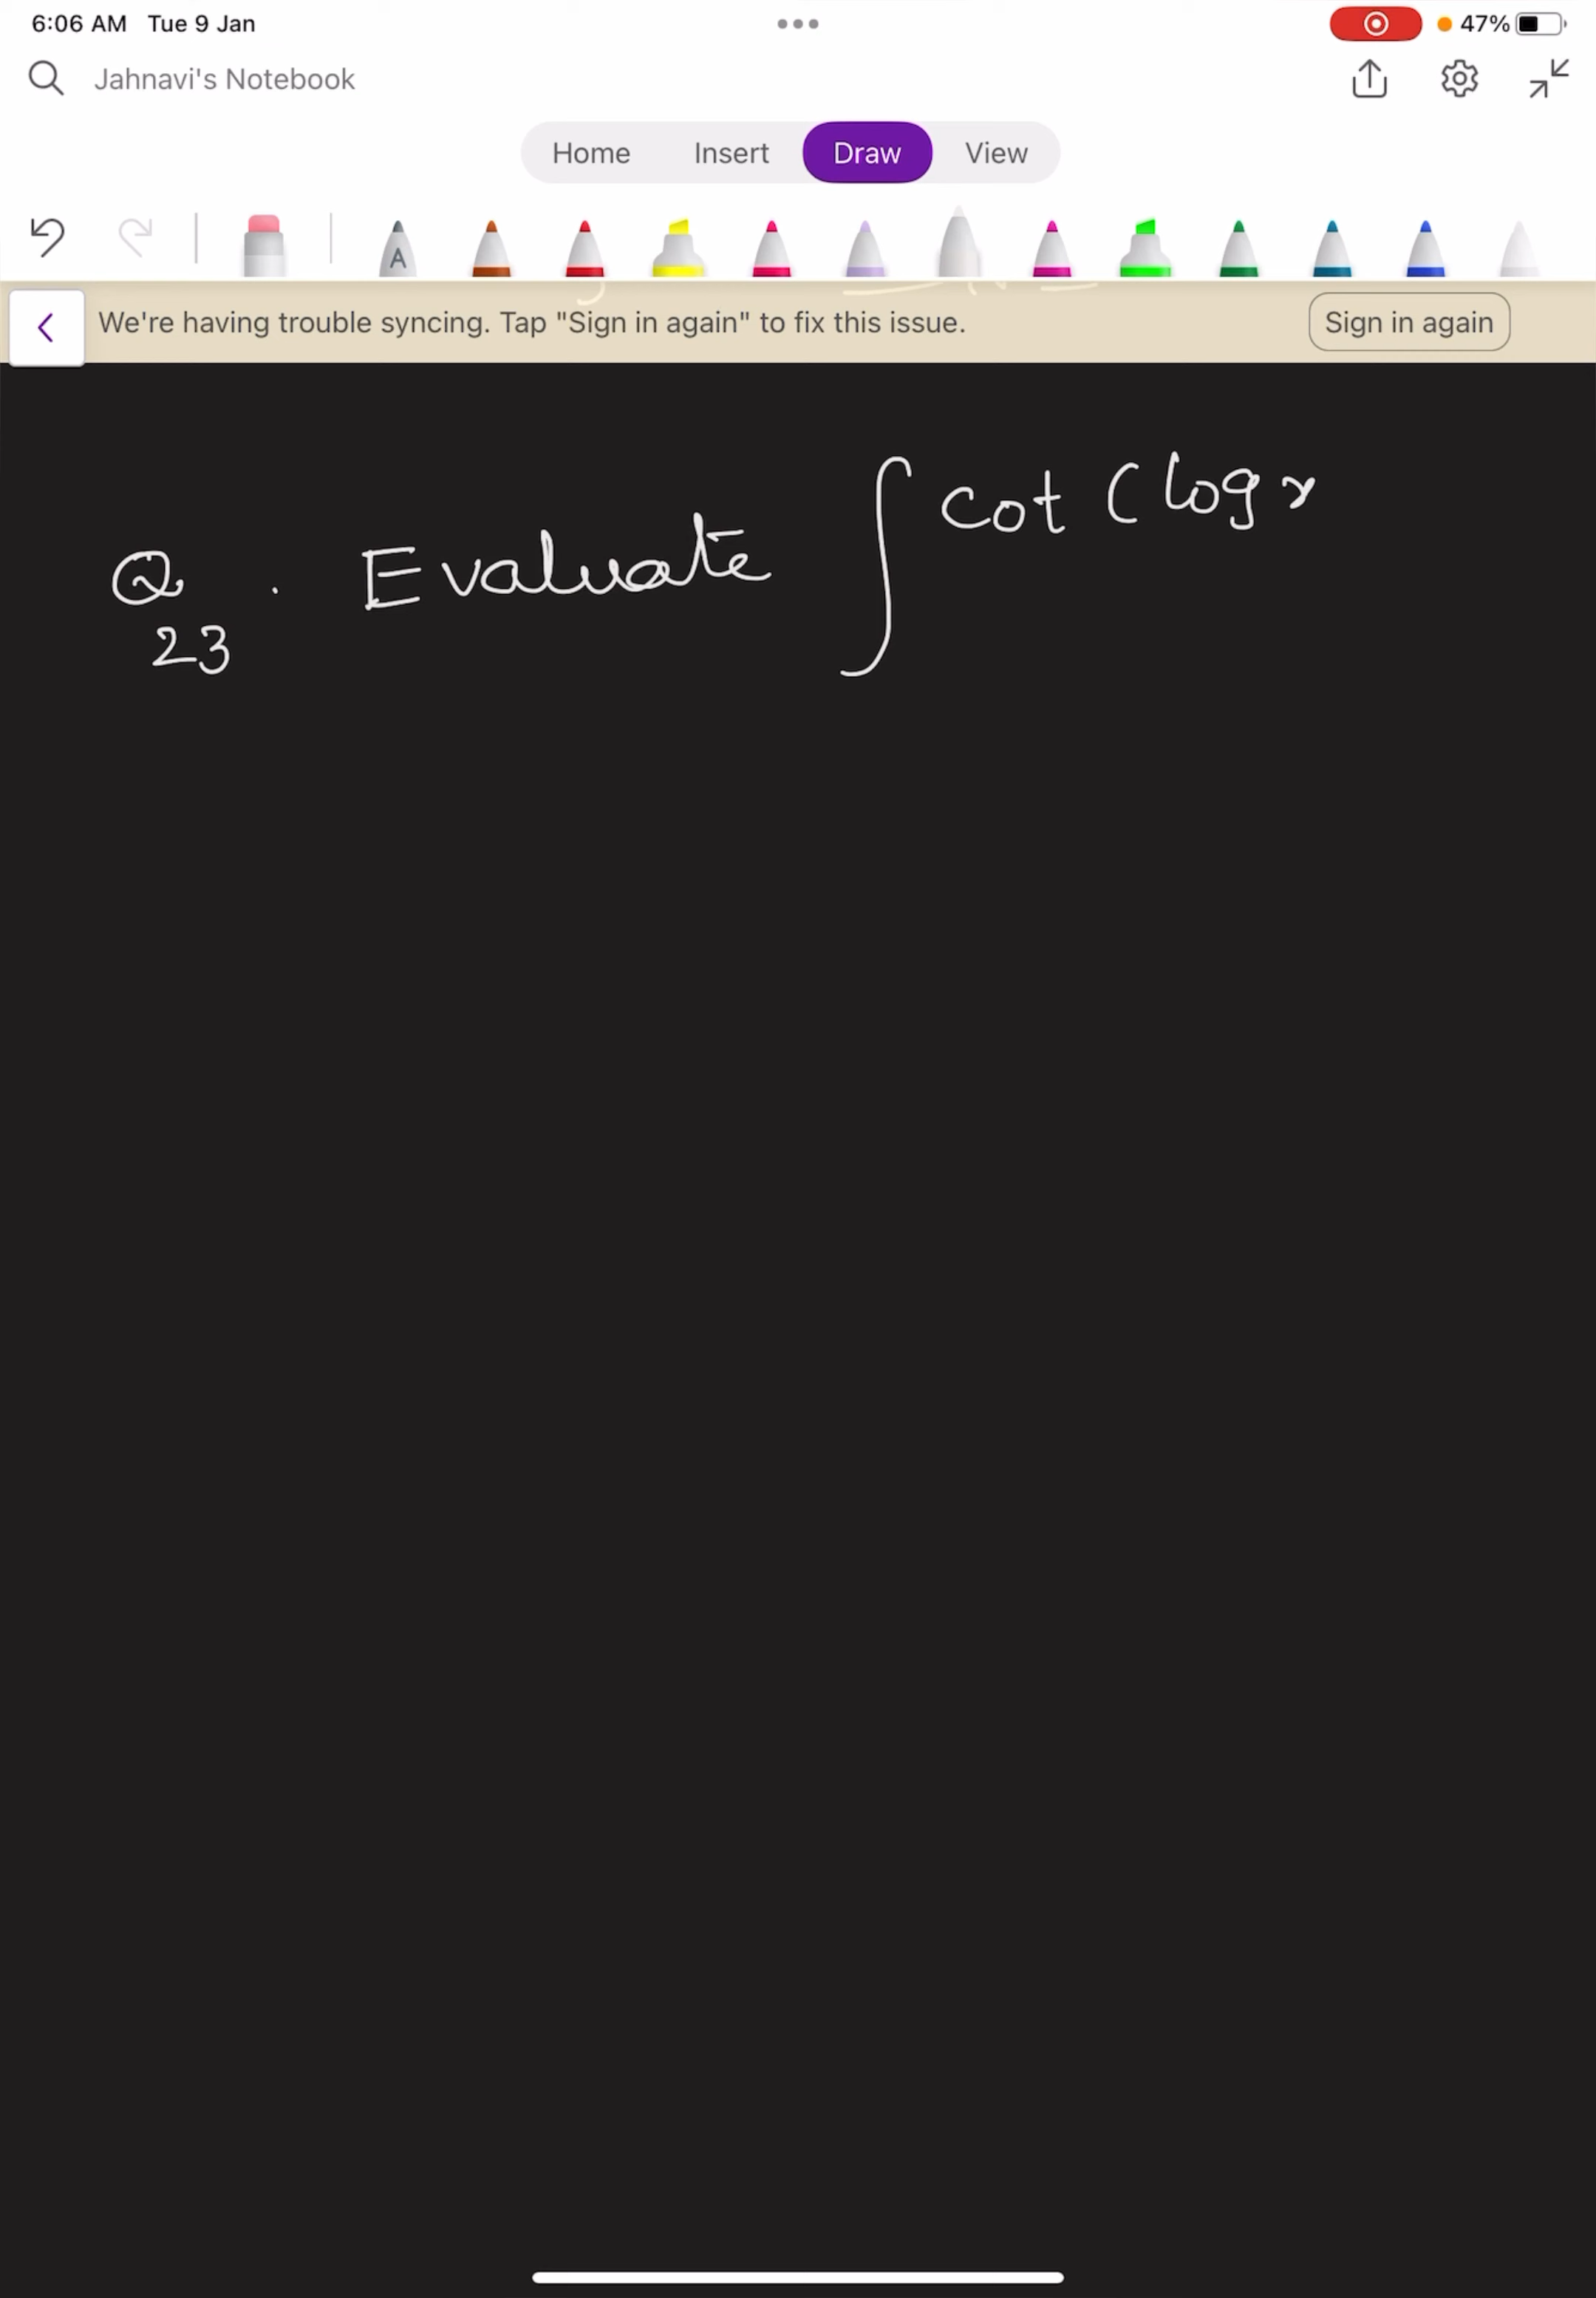 6:06 AM Tue 9 Jan
47%
Jahnavi's Notebook
Home Insert Draw View
A
We're having trouble syncing. Tap "Sign in again" to fix this issue.
Sign in again
Q 23 . Evaluate ∫ cot ( log x